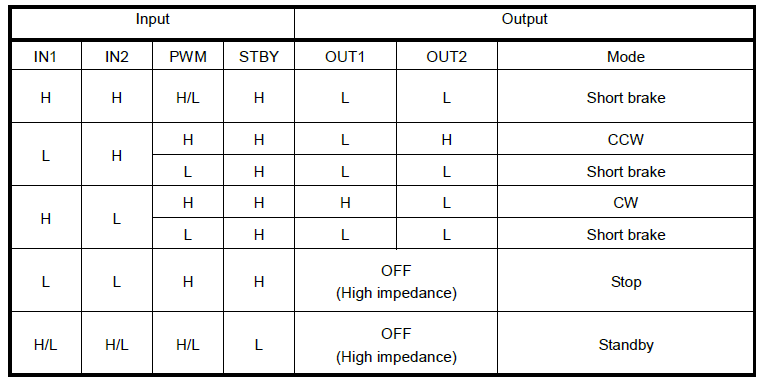 Input Output
IN1 IN2 PWM STBY OUT1 OUT2 Mode
H H H/L H L L Short brake
L H H H L H CCW
L H L L Short brake
H L H H H L CW
L H L L Short brake
L L H H OFF
(High impedance) Stop
H/L H/L H/L L OFF
(High impedance) Standby